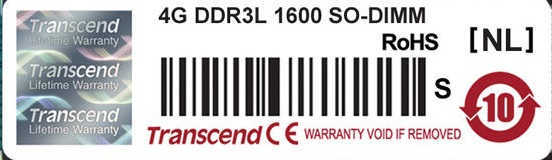 Transcend
Lifetime Warranty
Transcend
Lifetime Warranty
Transcend
Lifetime Warranty
4G DDR3L 1600 SO-DIMM
RoHS [NL]
S
10
Transcend CE WARRANTY VOID IF REMOVED